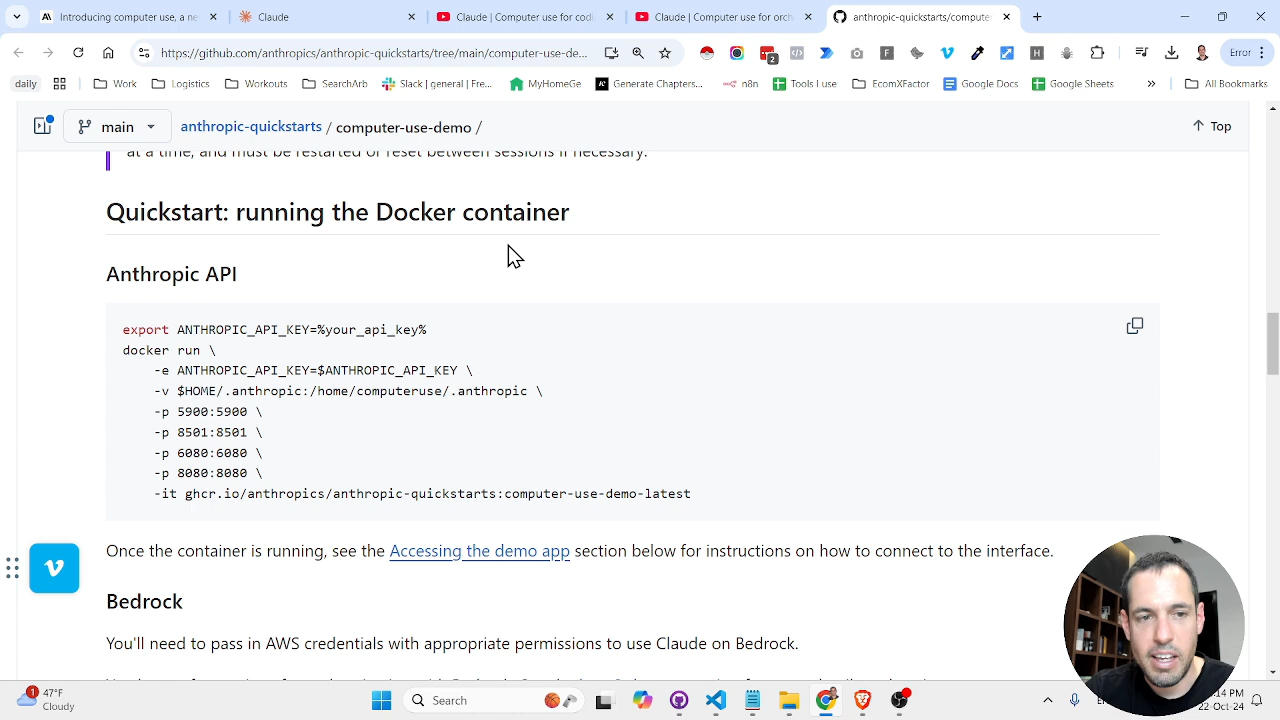 Introducing computer use, a ne
Claude
Claude | Computer use for codi
Claude | Computer use for orch
anthropic-quickstarts/compute
https://github.com/anthropics/anthropic-quickstarts/tree/main/computer-use-de...
2
F
H
Error
daily
Work
Logistics
Workouts
SearchArb
Slack | general | Fre...
MyHomeGe
Generate Chapters...
n8n
Tools I use
EcomXFactor
Google Docs
Google Sheets
»
All Bookmarks
main
anthropic-quickstarts / computer-use-demo /
Top
at a time, and must be restarted or reset between sessions if necessary.
Quickstart: running the Docker container
Anthropic API
export ANTHROPIC_API_KEY=%your_api_key%
docker run \
-e ANTHROPIC_API_KEY=$ANTHROPIC_API_KEY \
-v $HOME/.anthropic:/home/computeruse/.anthropic \
-p 5900:5900 \
-p 8501:8501 \
-p 6080:6080 \
-p 8080:8080 \
-it ghcr.io/anthropics/anthropic-quickstarts:computer-use-demo-latest
Once the container is running, see the Accessing the demo app section below for instructions on how to connect to the interface.
Bedrock
You'll need to pass in AWS credentials with appropriate permissions to use Claude on Bedrock.
1
47°F
Cloudy
Search